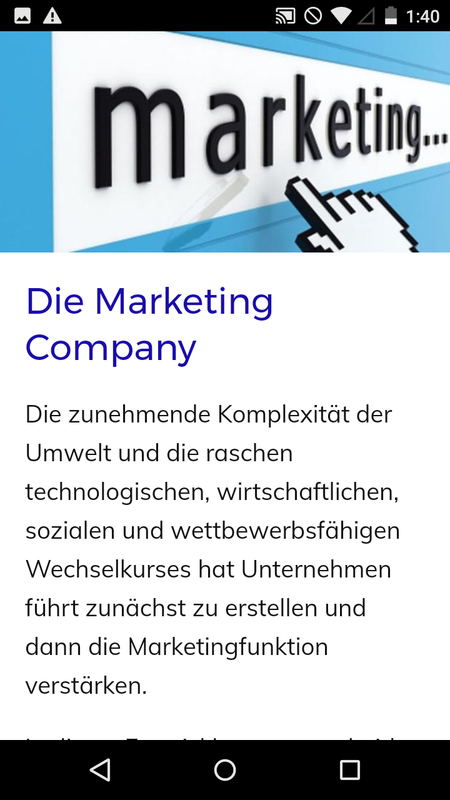 1:40
marketing...
Die Marketing
Company
Die zunehmende Komplexität der
Umwelt und die raschen
technologischen, wirtschaftlichen,
sozialen und wettbewerbsfähigen
Wechselkurses hat Unternehmen
führt zunächst zu erstellen und
dann die Marketingfunktion
verstärken.